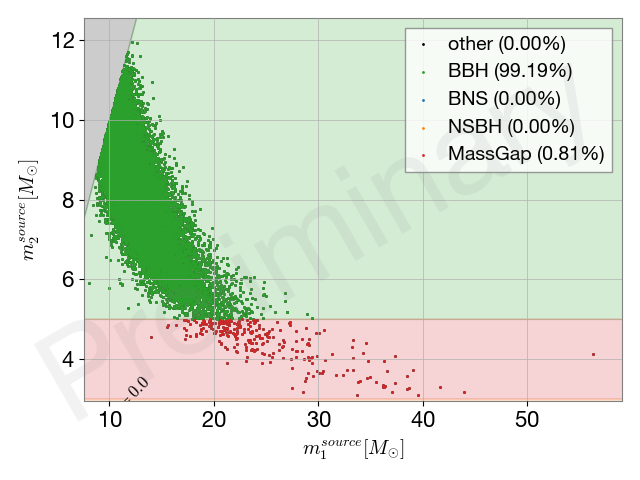 12
10
8
6
4
10 20 30 40 50
m_2^{source}[M_⊙]
m_1^{source}[M_⊙]
other (0.00%)
BBH (99.19%)
BNS (0.00%)
NSBH (0.00%)
MassGap (0.81%)
= 0.0
Preliminary